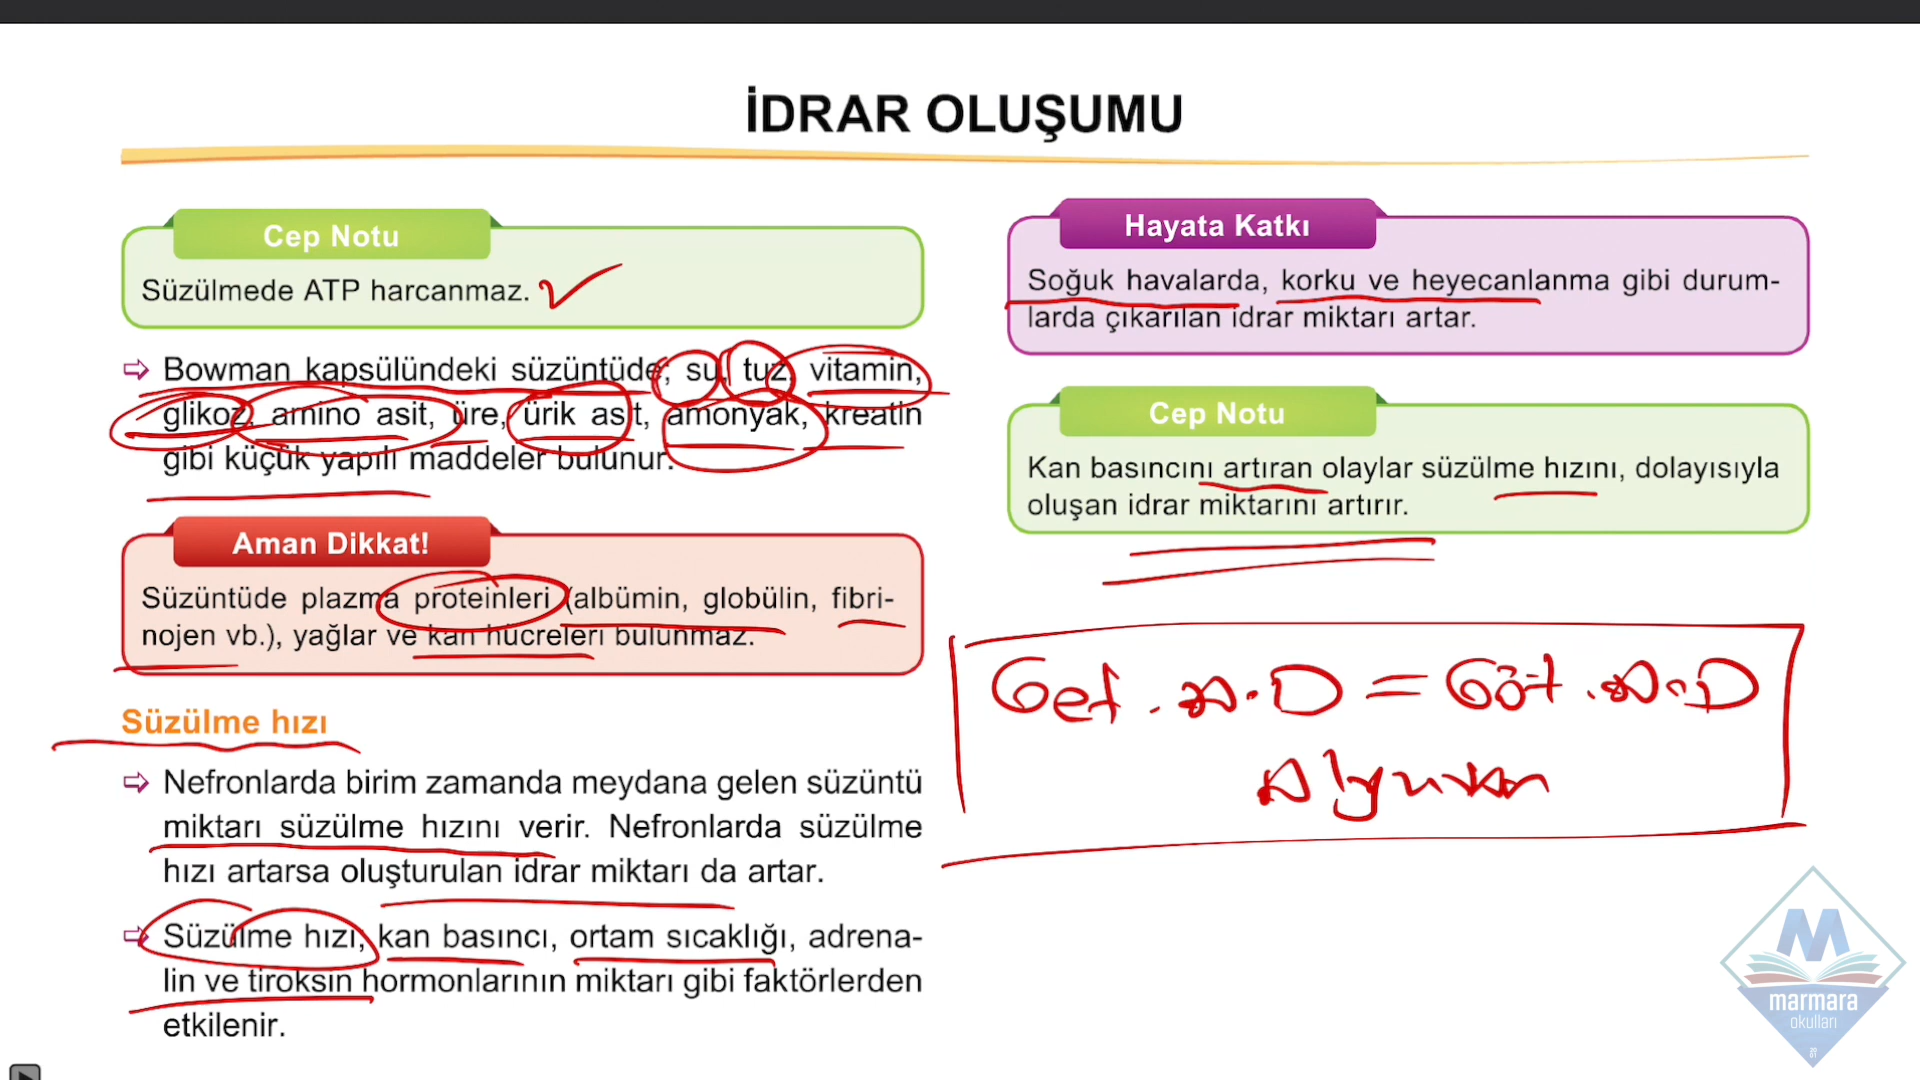 İDRAR OLUŞUMU
Cep Notu
Süzülmede ATP harcanmaz.
⇨ Bowman kapsülündeki süzüntüde; su, tuz, vitamin,
glikoz, amino asit, üre, ürik asit, amonyak, kreatin
gibi küçük yapılı maddeler bulunur.
Aman Dikkat!
Süzüntüde plazma proteinleri (albümin, globülin, fibri-
nojen vb.), yağlar ve kan hücreleri bulunmaz.
Süzülme hızı
⇨ Nefronlarda birim zamanda meydana gelen süzüntü
miktarı süzülme hızını verir. Nefronlarda süzülme
hızı artarsa oluşturulan idrar miktarı da artar.
⇨ Süzülme hızı, kan basıncı, ortam sıcaklığı, adrena-
lin ve tiroksin hormonlarının miktarı gibi faktörlerden
etkilenir.
Hayata Katkı
Soğuk havalarda, korku ve heyecanlanma gibi durum-
larda çıkarılan idrar miktarı artar.
Cep Notu
Kan basıncını artıran olaylar süzülme hızını, dolayısıyla
oluşan idrar miktarını artırır.
Get . A.D = Göt . A.D
marmara
okulları